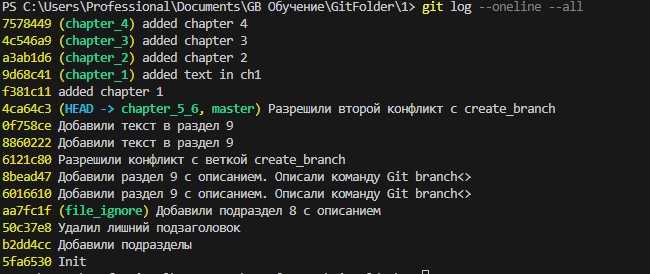 PS C:\Users\Professional\Documents\GB Обучение\GitFolder\1> git log --oneline --all
7578449 (chapter_4) added chapter 4
4c546a9 (chapter_3) added chapter 3
a3ab1d6 (chapter_2) added chapter 2
9d68c41 (chapter_1) added text in ch1
f381c11 added chapter 1
4ca64c3 (HEAD -> chapter_5_6, master) Разрешили второй конфликт с create_branch
0f758ce Добавили текст в раздел 9
8860222 Добавили текст в раздел 9
6121c80 Разрешили конфликт с веткой create_branch
8bead47 Добавили раздел 9 с описанием. Описали команду Git branch<>
6016610 Добавили раздел 9 с описанием. Описали команду Git branch<>
aa7fc1f (file_ignore) Добавили подраздел 8 с описанием
50c37e8 Удалил лишний подзаголовок
b2dd4cc Добавили подразделы
5fa6530 Init